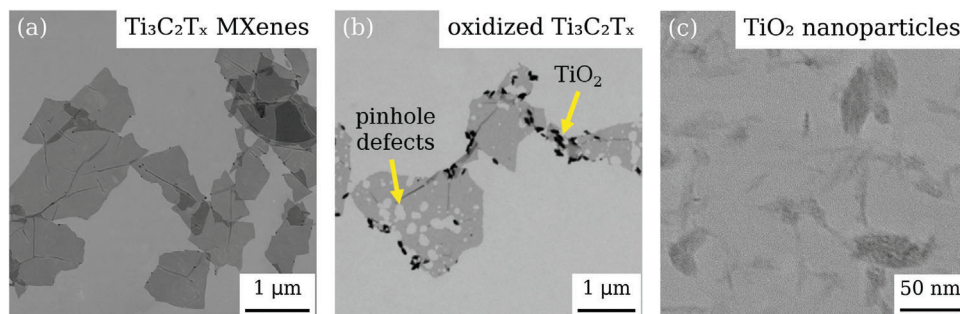 (a) Ti₃C₂Tₓ MXenes
1 μm
(b) oxidized Ti₃C₂Tₓ
TiO₂
pinhole
defects
1 μm
(c) TiO₂ nanoparticles
50 nm